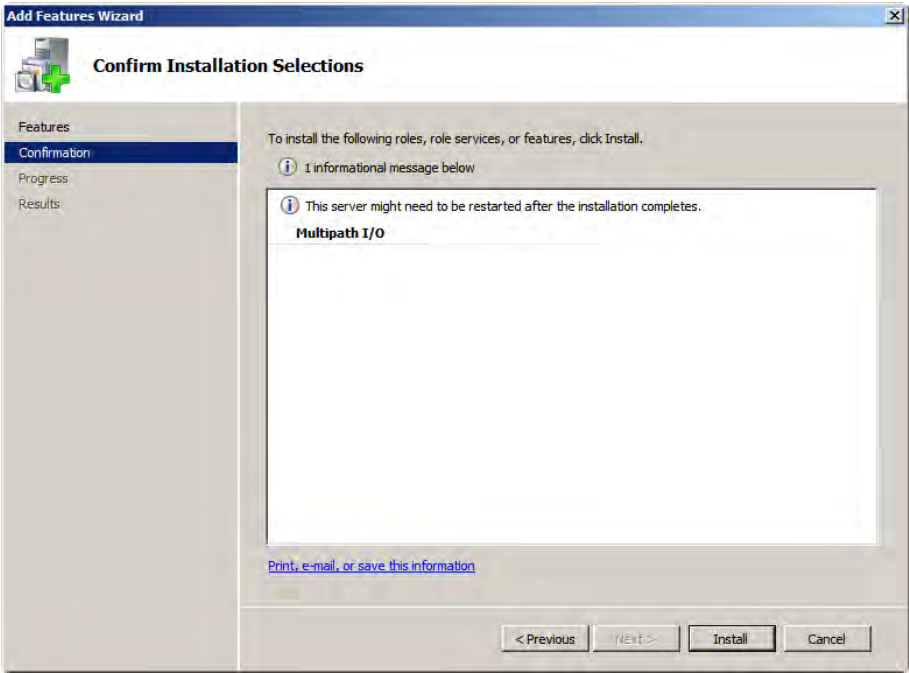 Add Features Wizard
Confirm Installation Selections
Features
Confirmation
Progress
Results
To install the following roles, role services, or features, click Install.
1 informational message below
This server might need to be restarted after the installation completes.
Multipath I/O
Print, e-mail, or save this information
< Previous
Next >
Install
Cancel